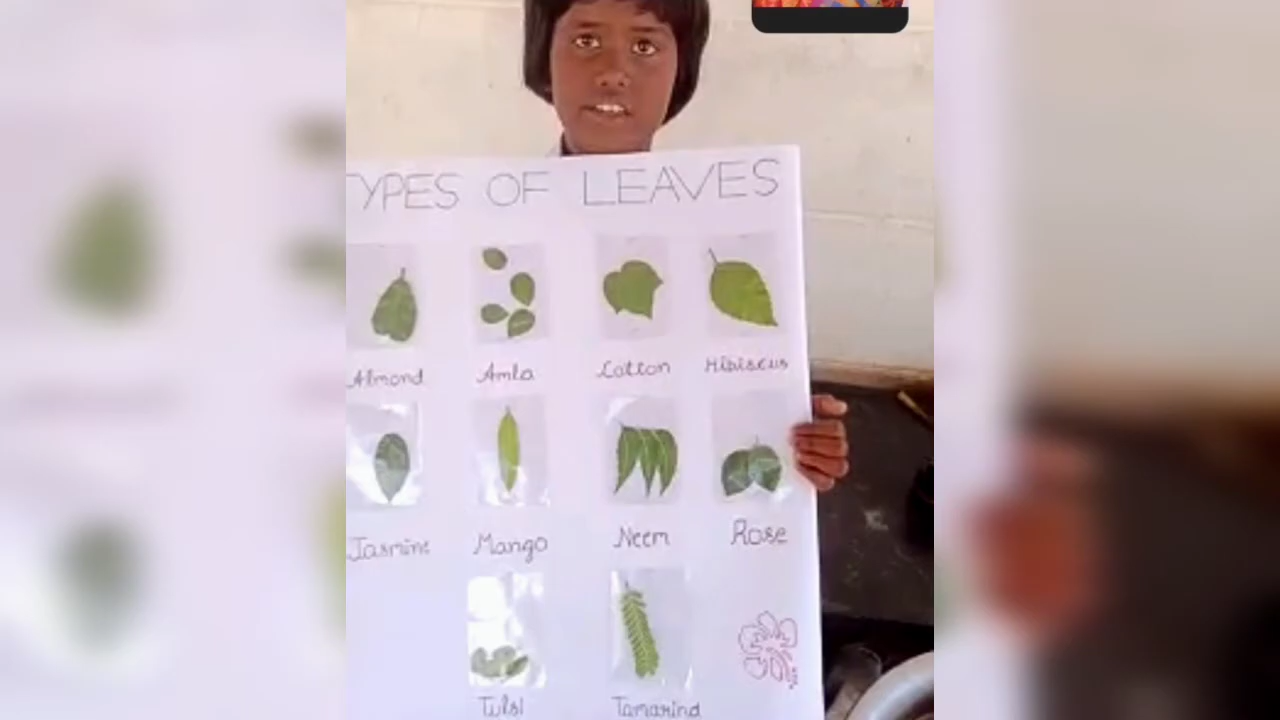 TYPES OF LEAVES
Almond Amla Cotton Hibiscus
Jasmine Mango Neem Rose
Tulsi Tamarind